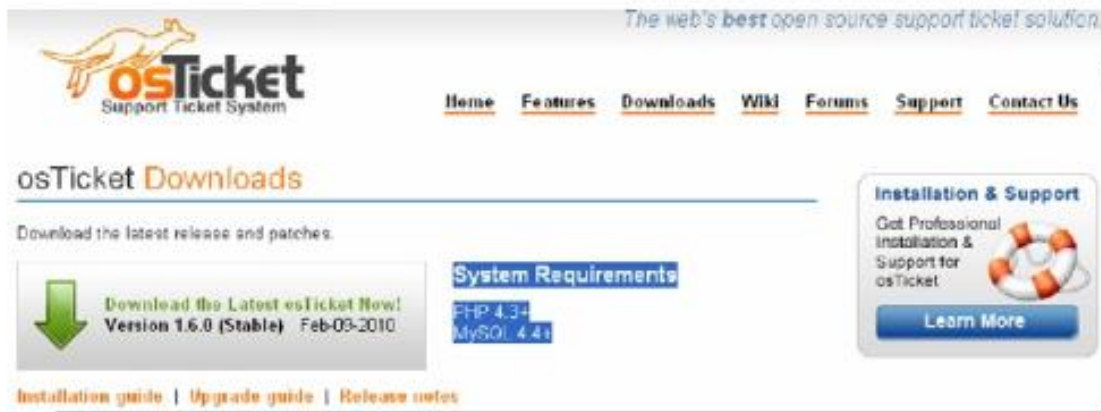 The web's best open source support ticket solution.
osTicket
Support Ticket System
Home Features Downloads Wiki Forums Support Contact Us
osTicket Downloads
Download the latest release and patches.
Download the Latest osTicket Now!
Version 1.6.0 (Stable) Feb-09-2010
System Requirements
PHP 4.3+
MySQL 4.4+
Installation & Support
Get Professional
Installation &
Support for
osTicket
Learn More
Installation guide | Upgrade guide | Release notes